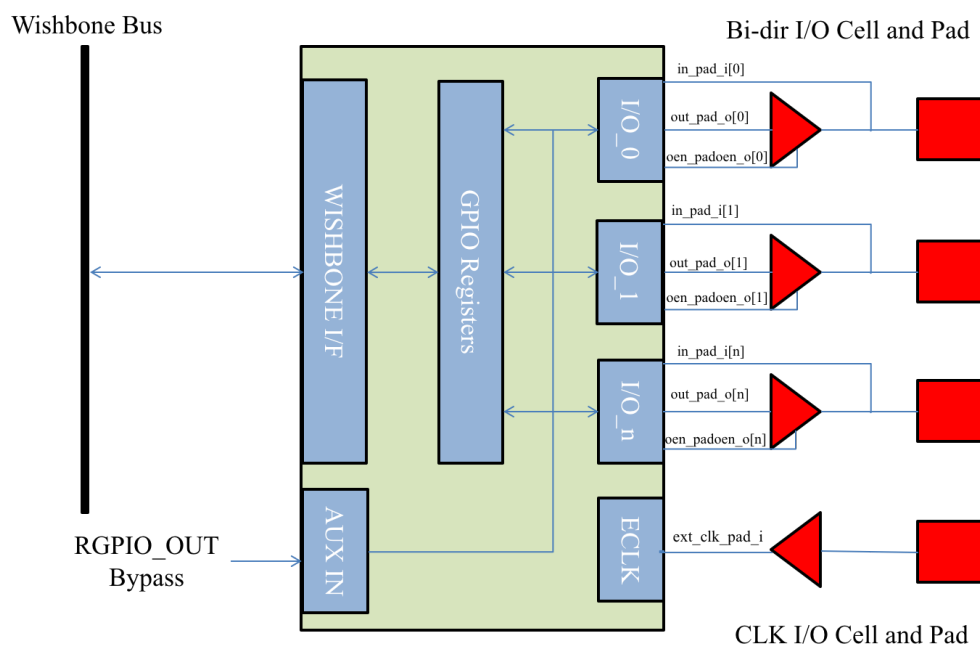 Wishbone Bus
Bi-dir I/O Cell and Pad
in_pad_i[0]
I/O_0
out_pad_o[0]
oen_padoen_o[0]
WISHBONE I/F
GPIO Registers
in_pad_i[1]
I/O_1
out_pad_o[1]
oen_padoen_o[1]
in_pad_i[n]
I/O_n
out_pad_o[n]
oen_padoen_o[n]
RGPIO_OUT
Bypass
AUX IN
ECLK
ext_clk_pad_i
CLK I/O Cell and Pad